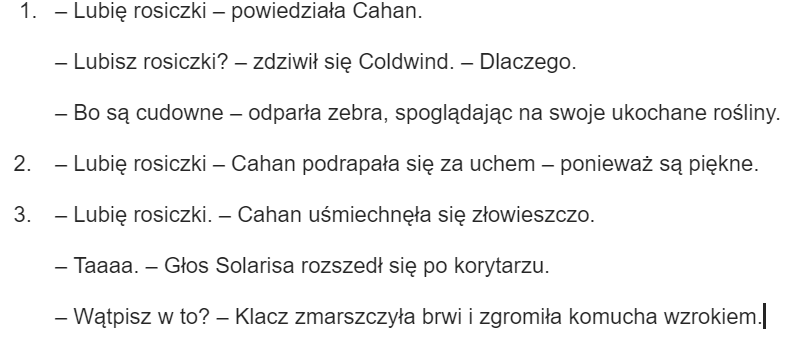 1. – Lubię rosiczki – powiedziała Cahan.
– Lubisz rosiczki? – zdziwił się Coldwind. – Dlaczego.
– Bo są cudowne – odparła zebra, spoglądając na swoje ukochane rośliny.
2. – Lubię rosiczki – Cahan podrapała się za uchem – ponieważ są piękne.
3. – Lubię rosiczki. – Cahan uśmiechnęła się złowieszczo.
– Taaaa. – Głos Solarisa rozszedł się po korytarzu.
– Wątpisz w to? – Klacz zmarszczyła brwi i zgromiła komucha wzrokiem.